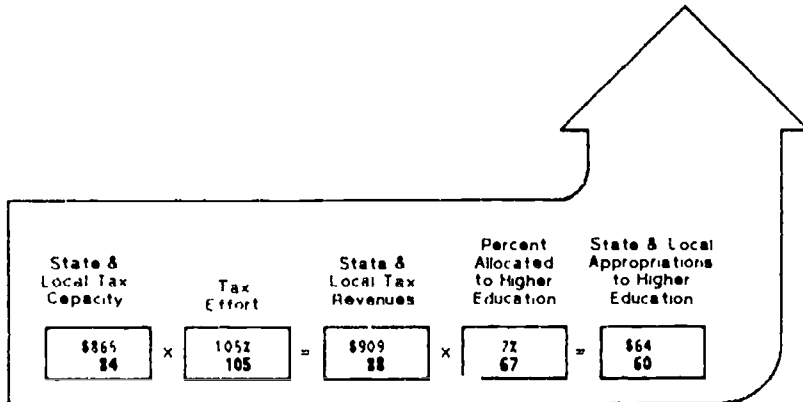 State &
Local Tax
Capacity
Tax
Effort
State &
Local Tax
Revenues
Percent
Allocated
to Higher
Education
State & Local
Appropriations
to Higher
Education
$865 × 105% = $909 × 7% = $64
84 105 88 67 60